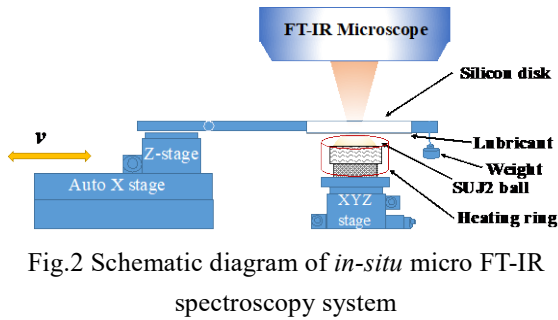 FT-IR Microscope
Silicon disk
v
Z-stage
Lubricant
Weight
Auto X stage
SUJ2 ball
XYZ
stage
Heating ring
Fig.2 Schematic diagram of in-situ micro FT-IR
spectroscopy system